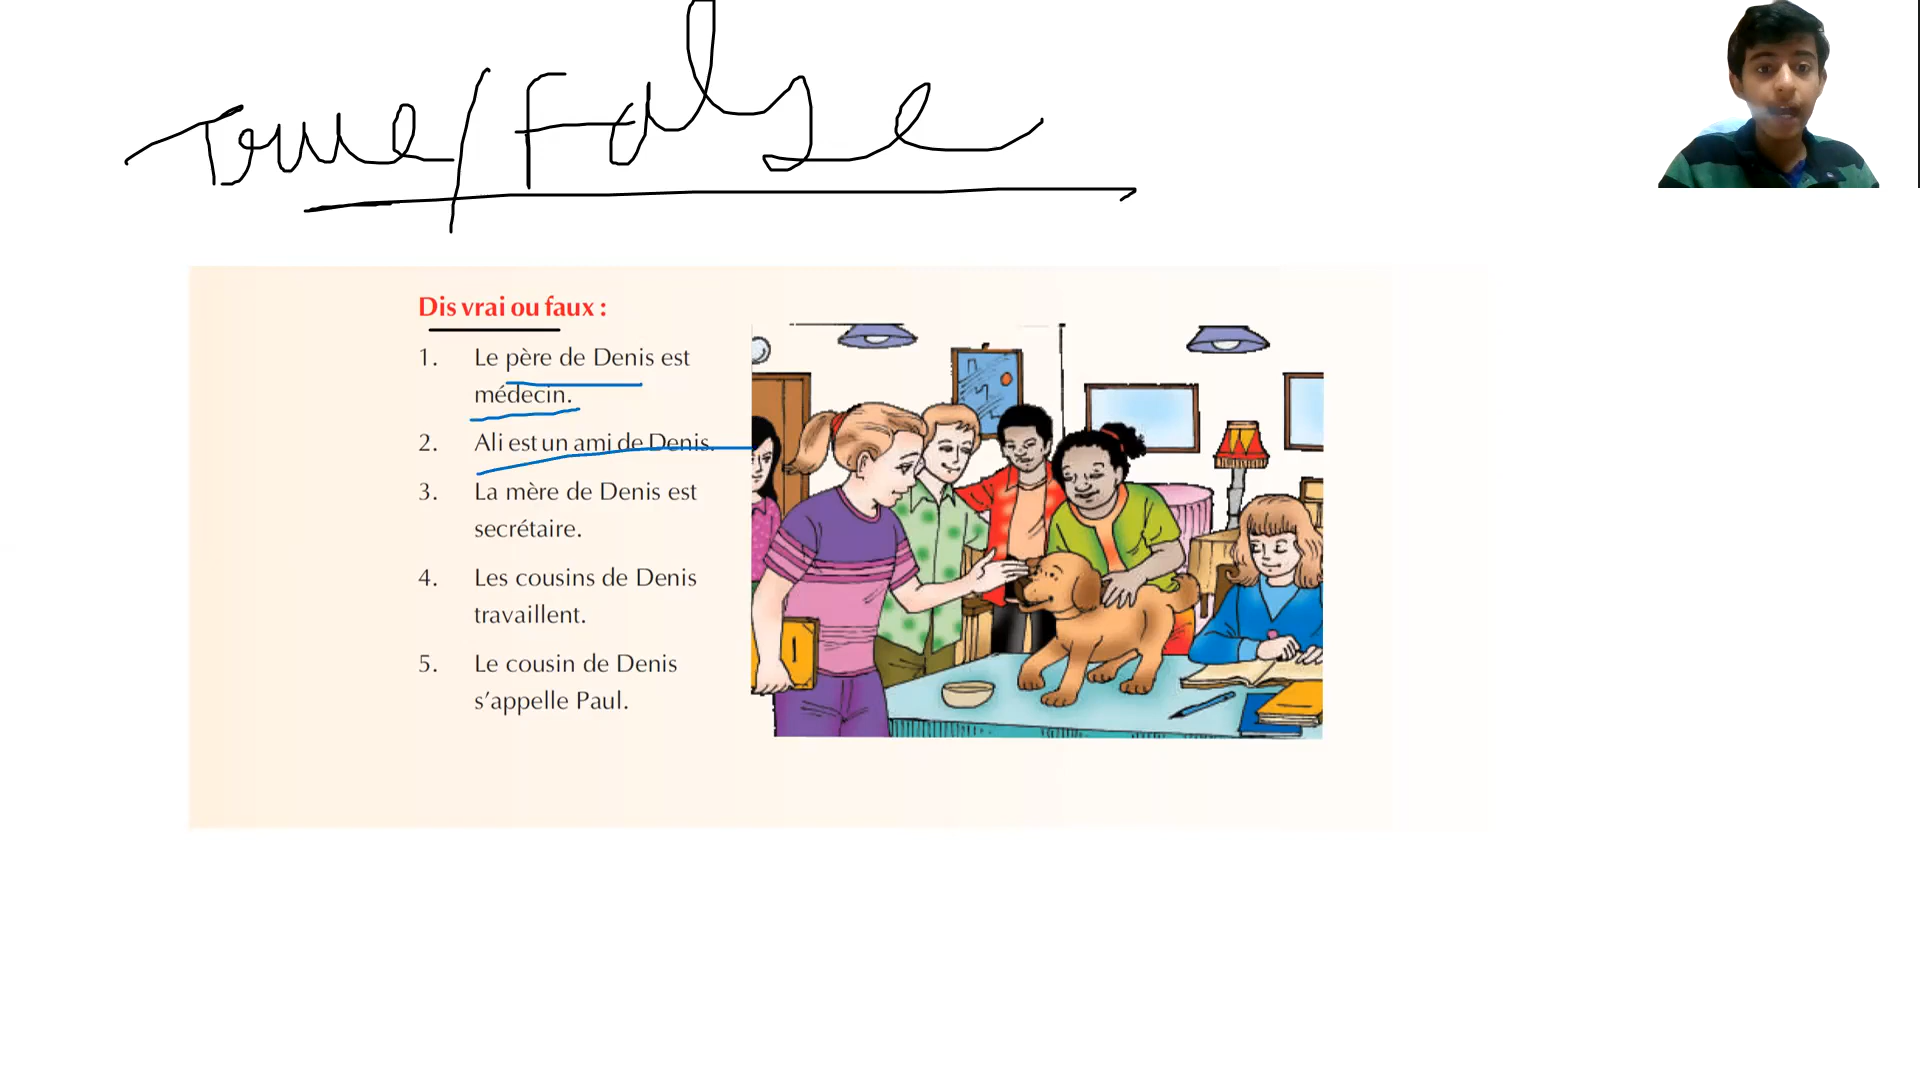 True/False
Dis vrai ou faux :
1. Le père de Denis est
médecin.
2. Ali est un ami de Denis.
3. La mère de Denis est
secrétaire.
4. Les cousins de Denis
travaillent.
5. Le cousin de Denis
s’appelle Paul.